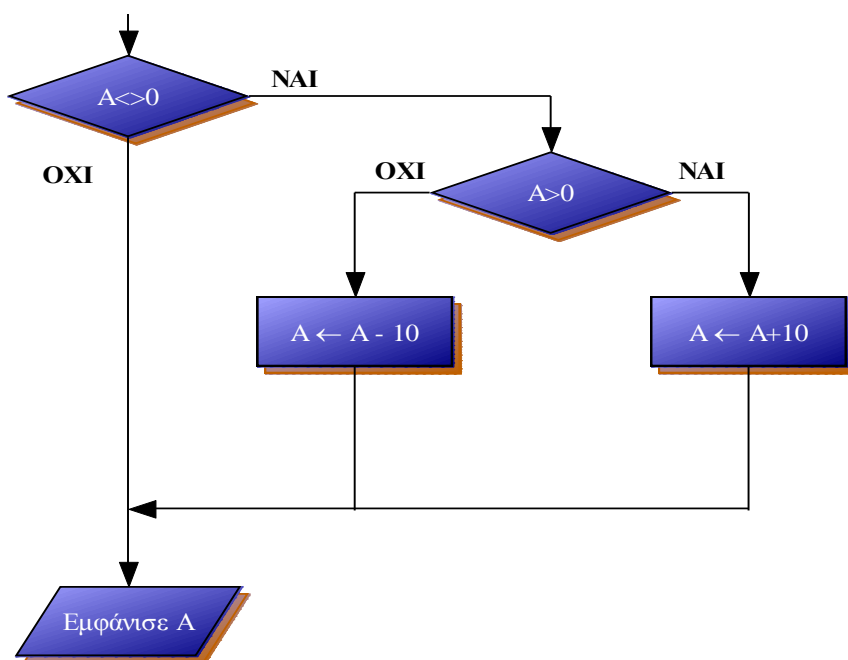 Α<>0
ΝΑΙ
ΟΧΙ
Α>0
ΟΧΙ
ΝΑΙ
Α ← Α - 10
Α ← Α+10
Εμφάνισε Α